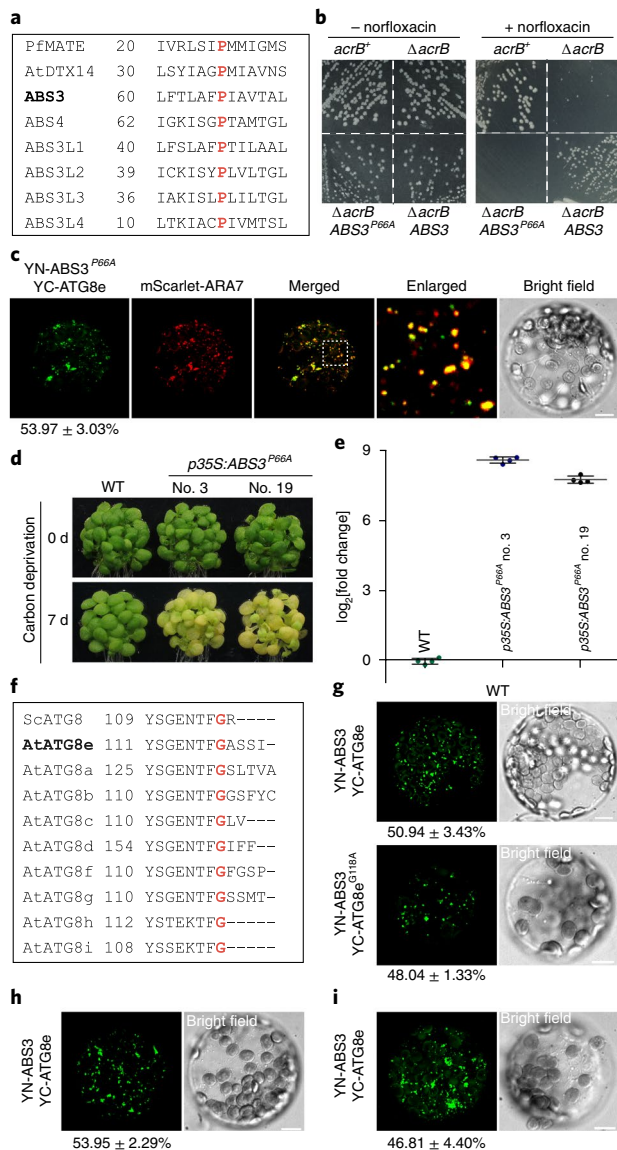 a
PfMATE 20 IVRLSIPMMIGMS
AtDTX14 30 LSYIAGPMIAVNS
ABS3 60 LFTLAFPIAVTAL
ABS4 62 IGKISGPTAMTGL
ABS3L1 40 LFSLAFPTILAAL
ABS3L2 39 ICKISYPLVLTGL
ABS3L3 36 IAKISLPLILTGL
ABS3L4 10 LTKIACPIVMTSL
b
– norfloxacin + norfloxacin
acrB+ ΔacrB acrB+ ΔacrB
ΔacrB ΔacrB ΔacrB ΔacrB
ABS3P66A ABS3 ABS3P66A ABS3
c
YN-ABS3P66A
YC-ATG8e mScarlet-ARA7 Merged Enlarged Bright field
53.97 ± 3.03%
d
p35S:ABS3P66A
WT No. 3 No. 19
Carbon deprivation
0 d
7 d
e
log2[fold change]
9
6
3
0
WT
p35S:ABS3P66A no. 3
p35S:ABS3P66A no. 19
f
ScATG8 109 YSGENTFGR----
AtATG8e 111 YSGENTFGASSI-
AtATG8a 125 YSGENTFGSLTVA
AtATG8b 110 YSGENTFGGSFYC
AtATG8c 110 YSGENTFGLV---
AtATG8d 154 YSGENTFGIFF--
AtATG8f 110 YSGENTFGFGSP-
AtATG8g 110 YSGENTFGSSMT-
AtATG8h 112 YSTEKTFG-----
AtATG8i 108 YSSEKTFG-----
g
WT
YN-ABS3
YC-ATG8e
Bright field
50.94 ± 3.43%
YN-ABS3
YC-ATG8eG118A
Bright field
48.04 ± 1.33%
h
YN-ABS3
YC-ATG8e
Bright field
53.95 ± 2.29%
i
YN-ABS3
YC-ATG8e
Bright field
46.81 ± 4.40%